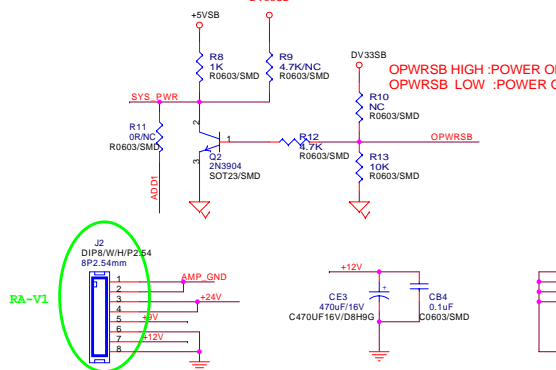 +5VSB
R8
1K
R0603/SMD
R9
4.7K/NC
R0603/SMD
DV33SB
OPWRSB HIGH :POWER O
OPWRSB LOW :POWER
SYS_PWR
R10
NC
R0603/SMD
R11
0R/NC
R0603/SMD
2
1
3
Q2
2N3904
SOT23/SMD
R12
4.7K
R0603/SMD
OPWRSB
R13
10K
R0603/SMD
ADD1
J2
DIP8/W/H/P2.54
8P2.54mm
RA-V1
1
2
3
4
5
6
7
8
AMP_GND
+24V
+9V
+12V
+12V
CE3
470uF/16V
C470UF16V/D8H9G
+
CB4
0.1uF
C0603/SMD